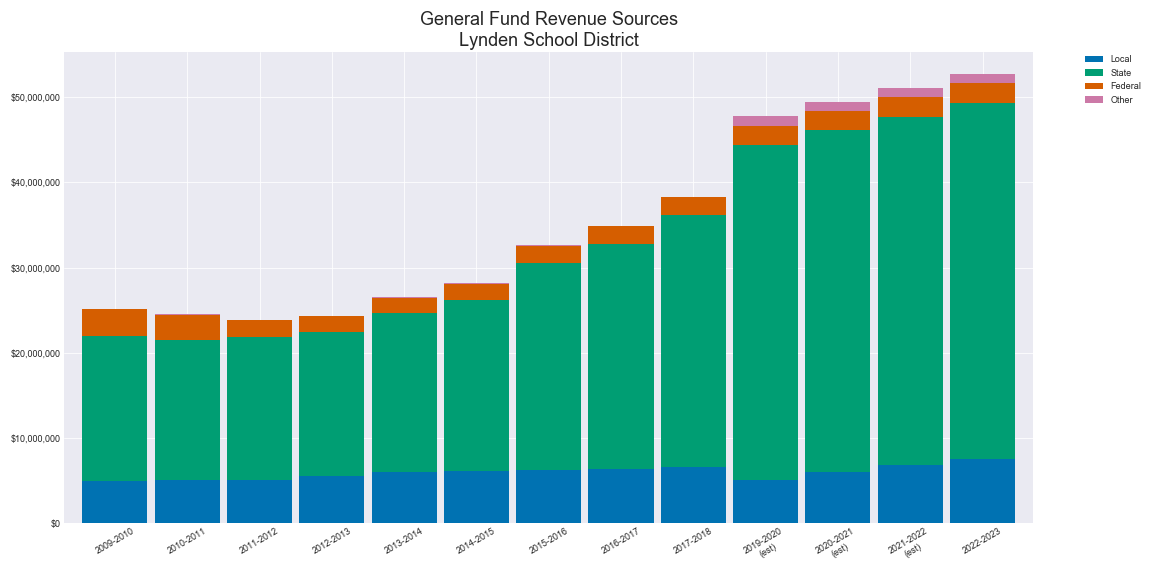 General Fund Revenue Sources
Lynden School District
Local
State
Federal
Other
$50,000,000
$40,000,000
$30,000,000
$20,000,000
$10,000,000
$0
2009-2010
2010-2011
2011-2012
2012-2013
2013-2014
2014-2015
2015-2016
2016-2017
2017-2018
2019-2020
(est)
2020-2021
(est)
2021-2022
(est)
2022-2023